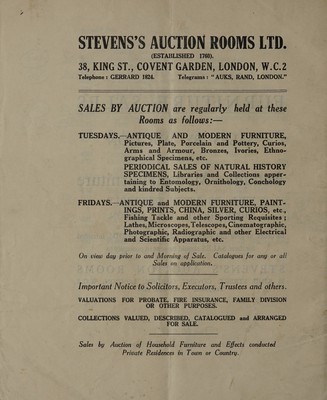 STEVENS'S AUCTION ROOMS LTD.
(ESTABLISHED 1760).
38, KING ST., COVENT GARDEN, LONDON, W.C.2
Telephone: GERRARD 1824. Telegrams: "AUKS, RAND, LONDON."
SALES BY AUCTION are regularly held at these
Rooms as follows:—
TUESDAYS.—ANTIQUE AND MODERN FURNITURE,
Pictures, Plate, Porcelain and Pottery, Curios,
Arms and Armour, Bronzes, Ivories, Ethno-
graphical Specimens, etc.
PERIODICAL SALES OF NATURAL HISTORY
SPECIMENS, Libraries and Collections apper-
taining to Entomology, Ornithology, Conchology
and kindred Subjects.
FRIDAYS.—ANTIQUE and MODERN FURNITURE, PAINT-
INGS, PRINTS, CHINA, SILVER, CURIOS, etc.,
Fishing Tackle and other Sporting Requisites;
Lathes, Microscopes, Telescopes, Cinematographic,
Photographic, Radiographic and other Electrical
and Scientific Apparatus, etc.
On view day prior to and Morning of Sale. Catalogues for any or all
Sales on application.
Important Notice to Solicitors, Executors, Trustees and others.
VALUATIONS FOR PROBATE, FIRE INSURANCE, FAMILY DIVISION
OR OTHER PURPOSES.
COLLECTIONS VALUED, DESCRIBED, CATALOGUED and ARRANGED
FOR SALE.
Sales by Auction of Household Furniture and Effects conducted
Private Residences in Town or Country.